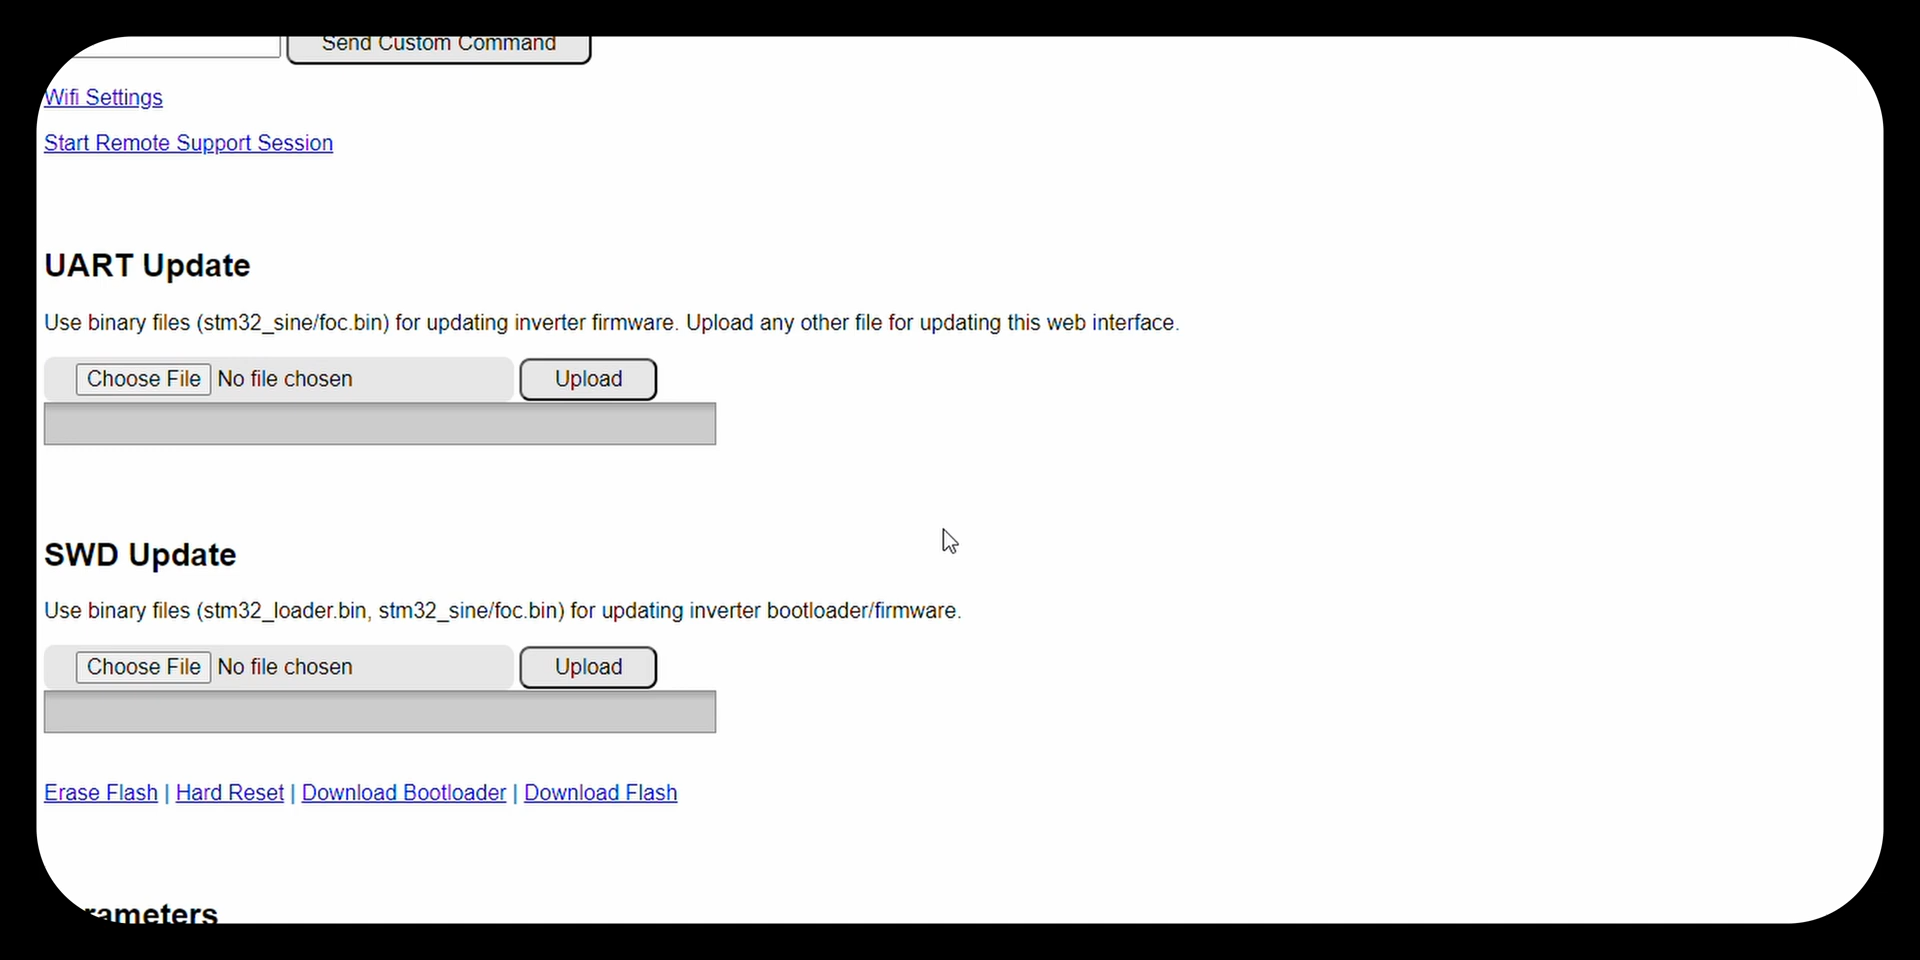 Send Custom Command
Wifi Settings
Start Remote Support Session
UART Update
Use binary files (stm32_sine/foc.bin) for updating inverter firmware. Upload any other file for updating this web interface.
Choose File No file chosen Upload
SWD Update
Use binary files (stm32_loader.bin, stm32_sine/foc.bin) for updating inverter bootloader/firmware.
Choose File No file chosen Upload
Erase Flash | Hard Reset | Download Bootloader | Download Flash
rameters